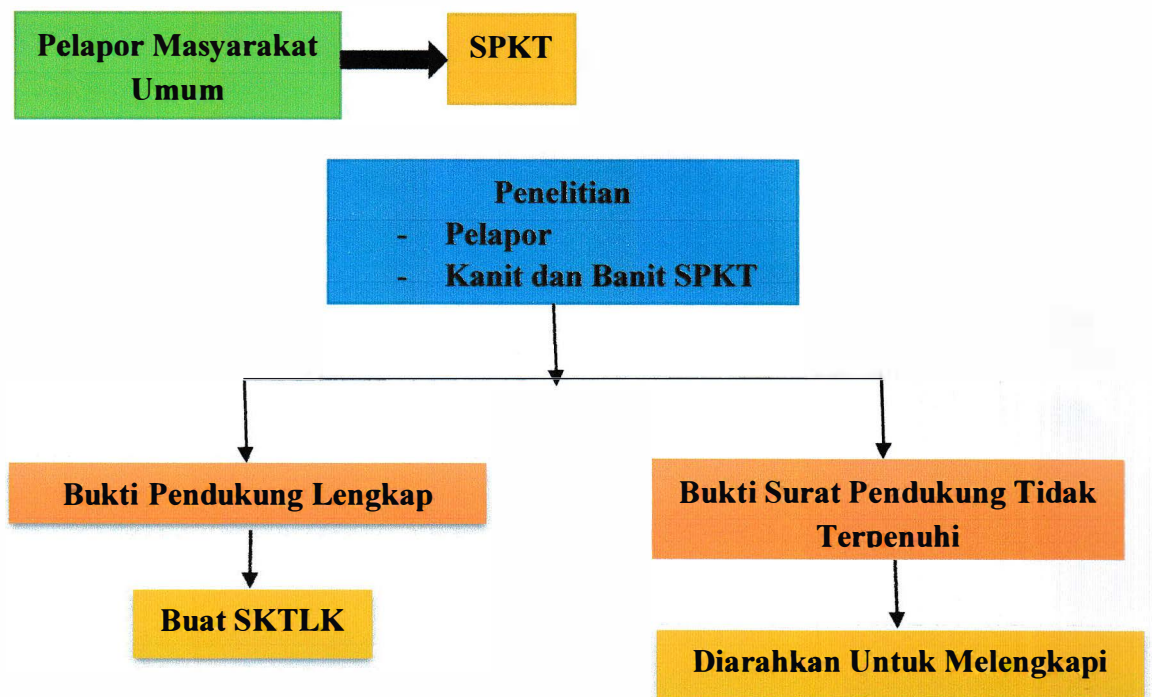 Pelapor Masyarakat
Umum
SPKT
Penelitian
- Pelapor
- Kanit dan Banit SPKT
Bukti Pendukung Lengkap
Bukti Surat Pendukung Tidak
Terpenuhi
Buat SKTLK
Diarahkan Untuk Melengkapi